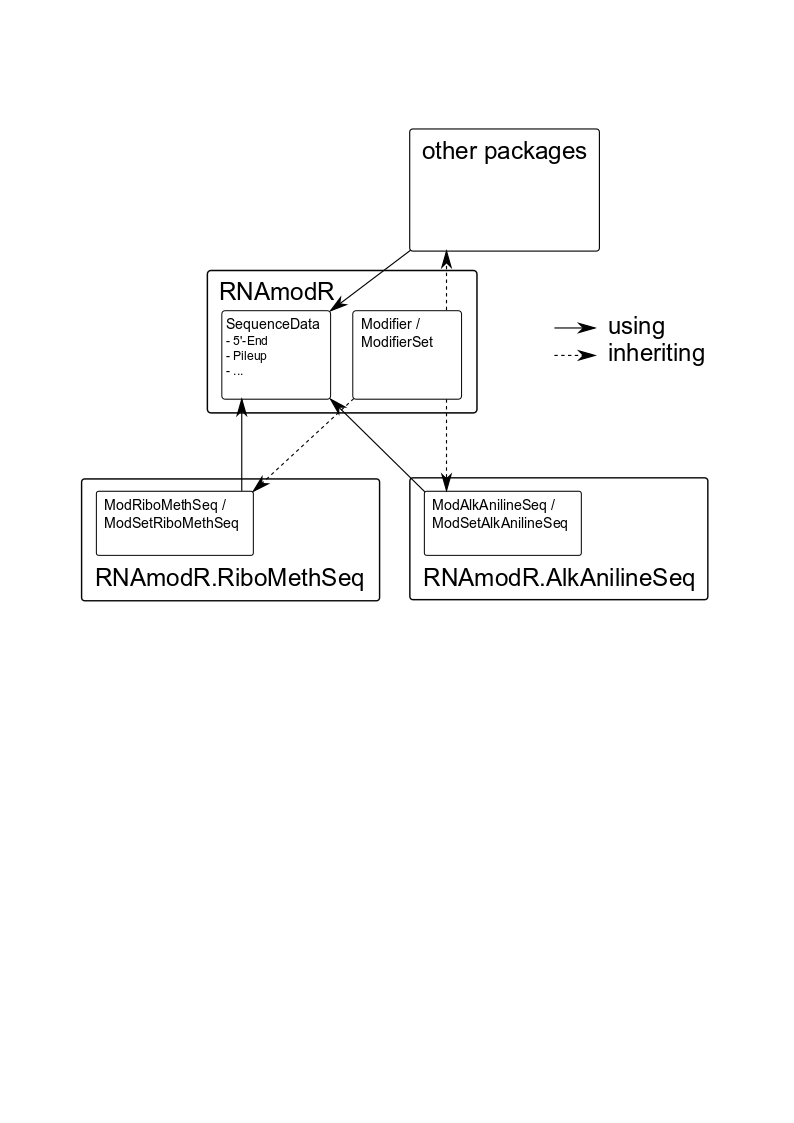 other packages
RNAmodR
SequenceData
- 5'-End
- Pileup
- ...
Modifier /
ModifierSet
using
inheriting
ModRiboMethSeq /
ModSetRiboMethSeq
RNAmodR.RiboMethSeq
ModAlkAnilineSeq /
ModSetAlkAnilineSeq
RNAmodR.AlkAnilineSeq